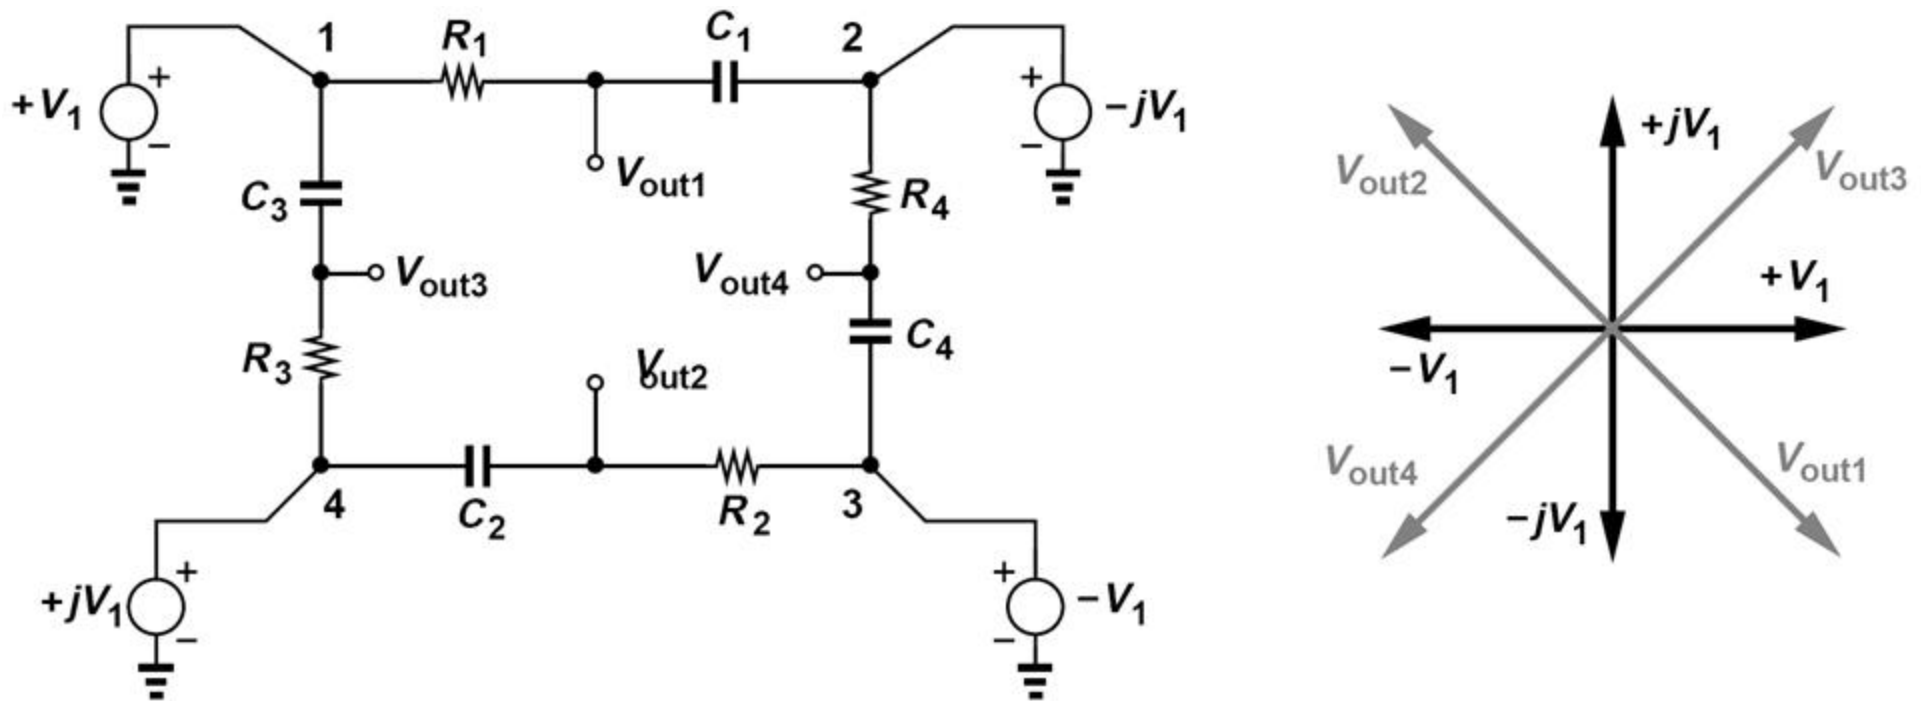 1 R1 C1 2
+V1 + − + − −jV1
Vout1
C3 R4
Vout3 Vout4
R3 C4
Vout2
4 C2 R2 3
+jV1 + − + − −V1
+jV1
Vout2 Vout3
+V1
−V1
Vout4 Vout1
−jV1